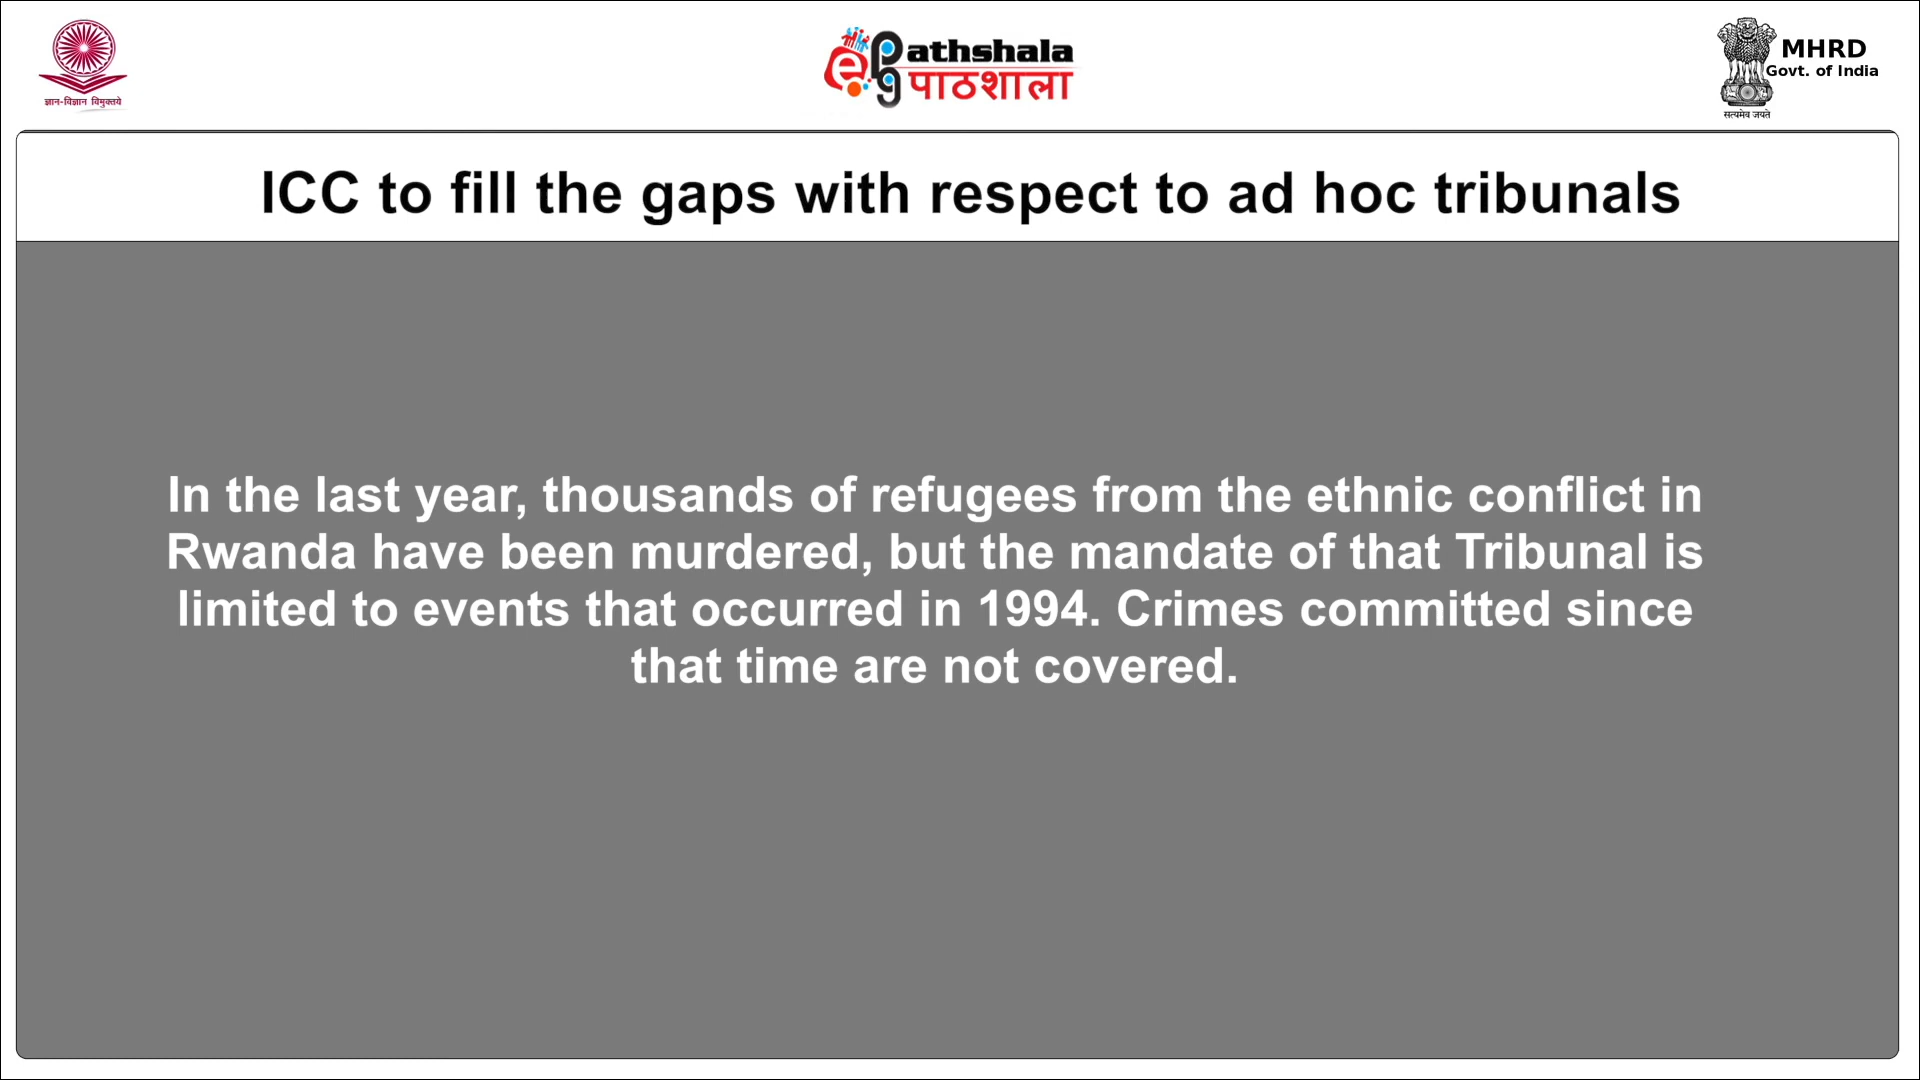 ज्ञान-विज्ञान विमुक्तये
epg Pathshala
पाठशाला
MHRD
Govt. of India
सत्यमेव जयते
ICC to fill the gaps with respect to ad hoc tribunals
In the last year, thousands of refugees from the ethnic conflict in
Rwanda have been murdered, but the mandate of that Tribunal is
limited to events that occurred in 1994. Crimes committed since
that time are not covered.